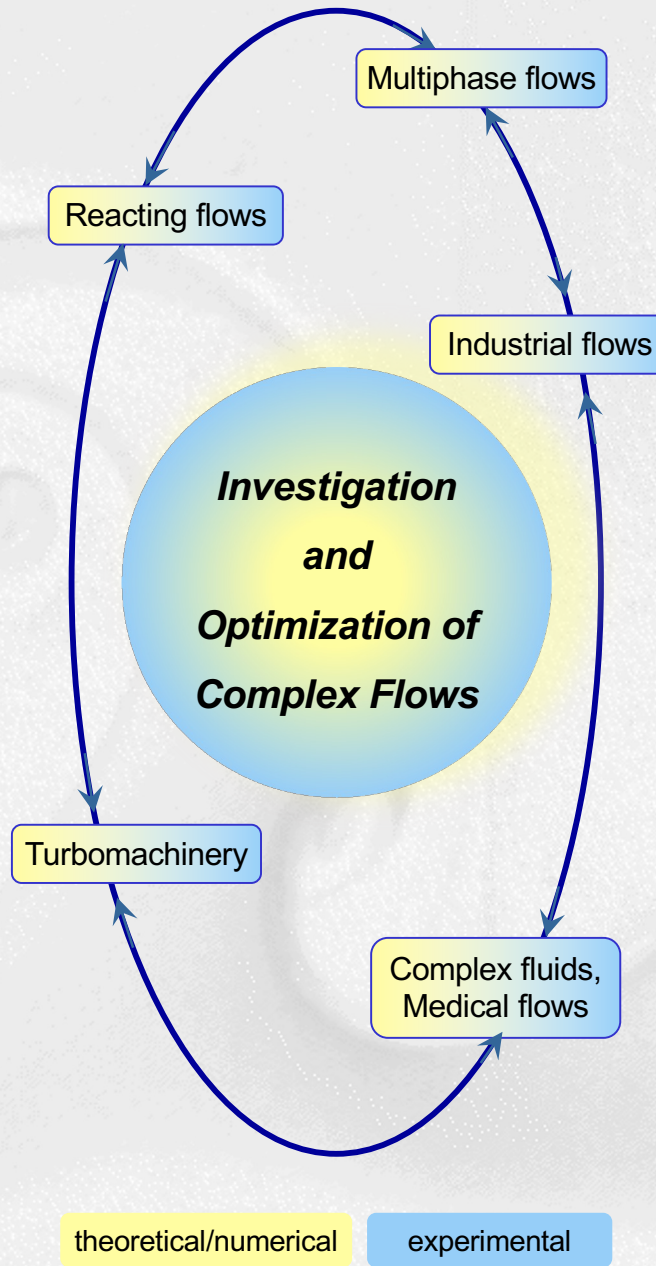 Multiphase flows
Reacting flows
Industrial flows
Investigation
and
Optimization of
Complex Flows
Turbomachinery
Complex fluids,
Medical flows
theoretical/numerical
experimental